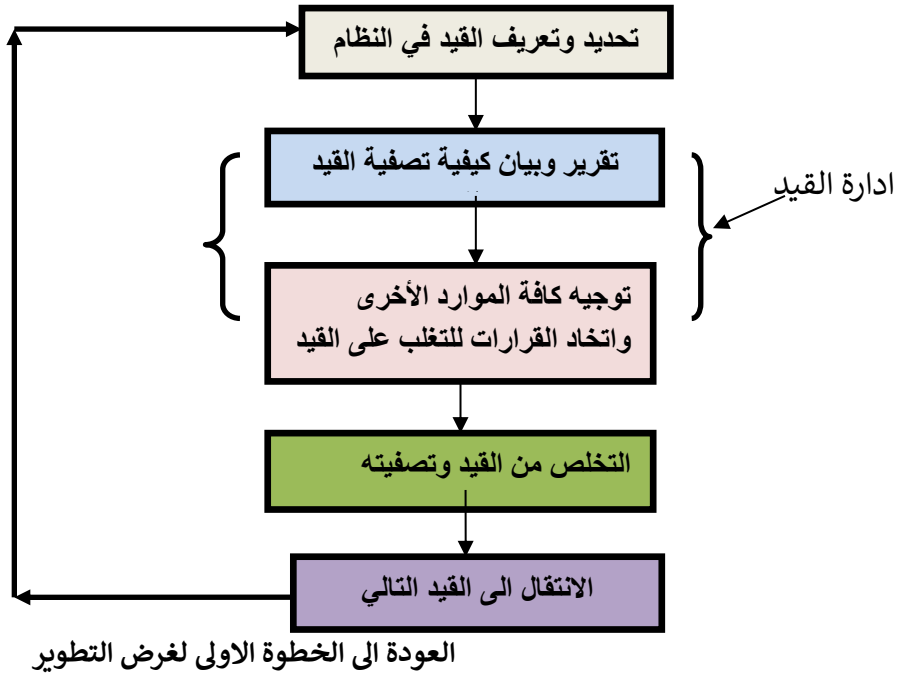 تحديد وتعريف القيد في النظام
تقرير وبيان كيفية تصفية القيد
ادارة القيد
توجيه كافة الموارد الأخرى
واتخاد القرارات للتغلب على القيد
التخلص من القيد وتصفيته
الانتقال الى القيد التالي
العودة الى الخطوة الاولى لغرض التطوير